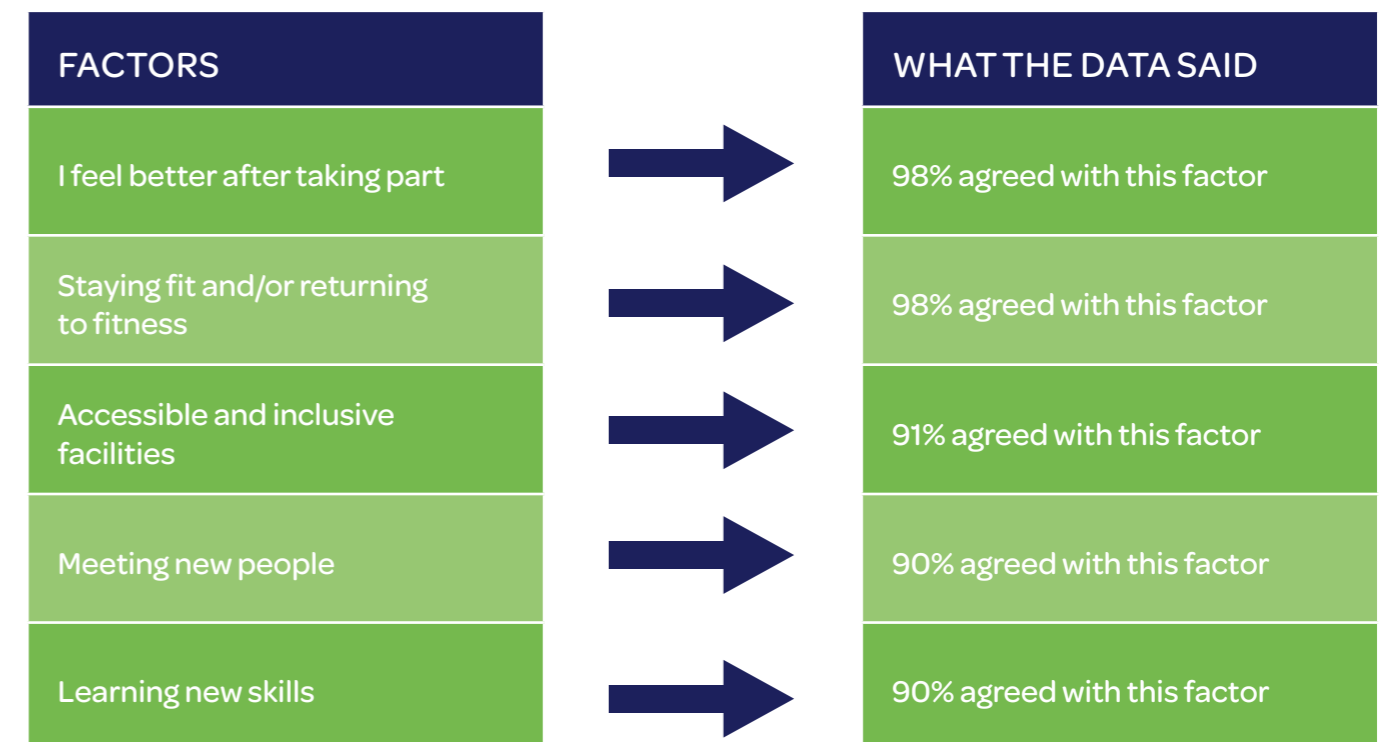 FACTORS
WHAT THE DATA SAID
I feel better after taking part
98% agreed with this factor
Staying fit and/or returning
to fitness
98% agreed with this factor
Accessible and inclusive
facilities
91% agreed with this factor
Meeting new people
90% agreed with this factor
Learning new skills
90% agreed with this factor